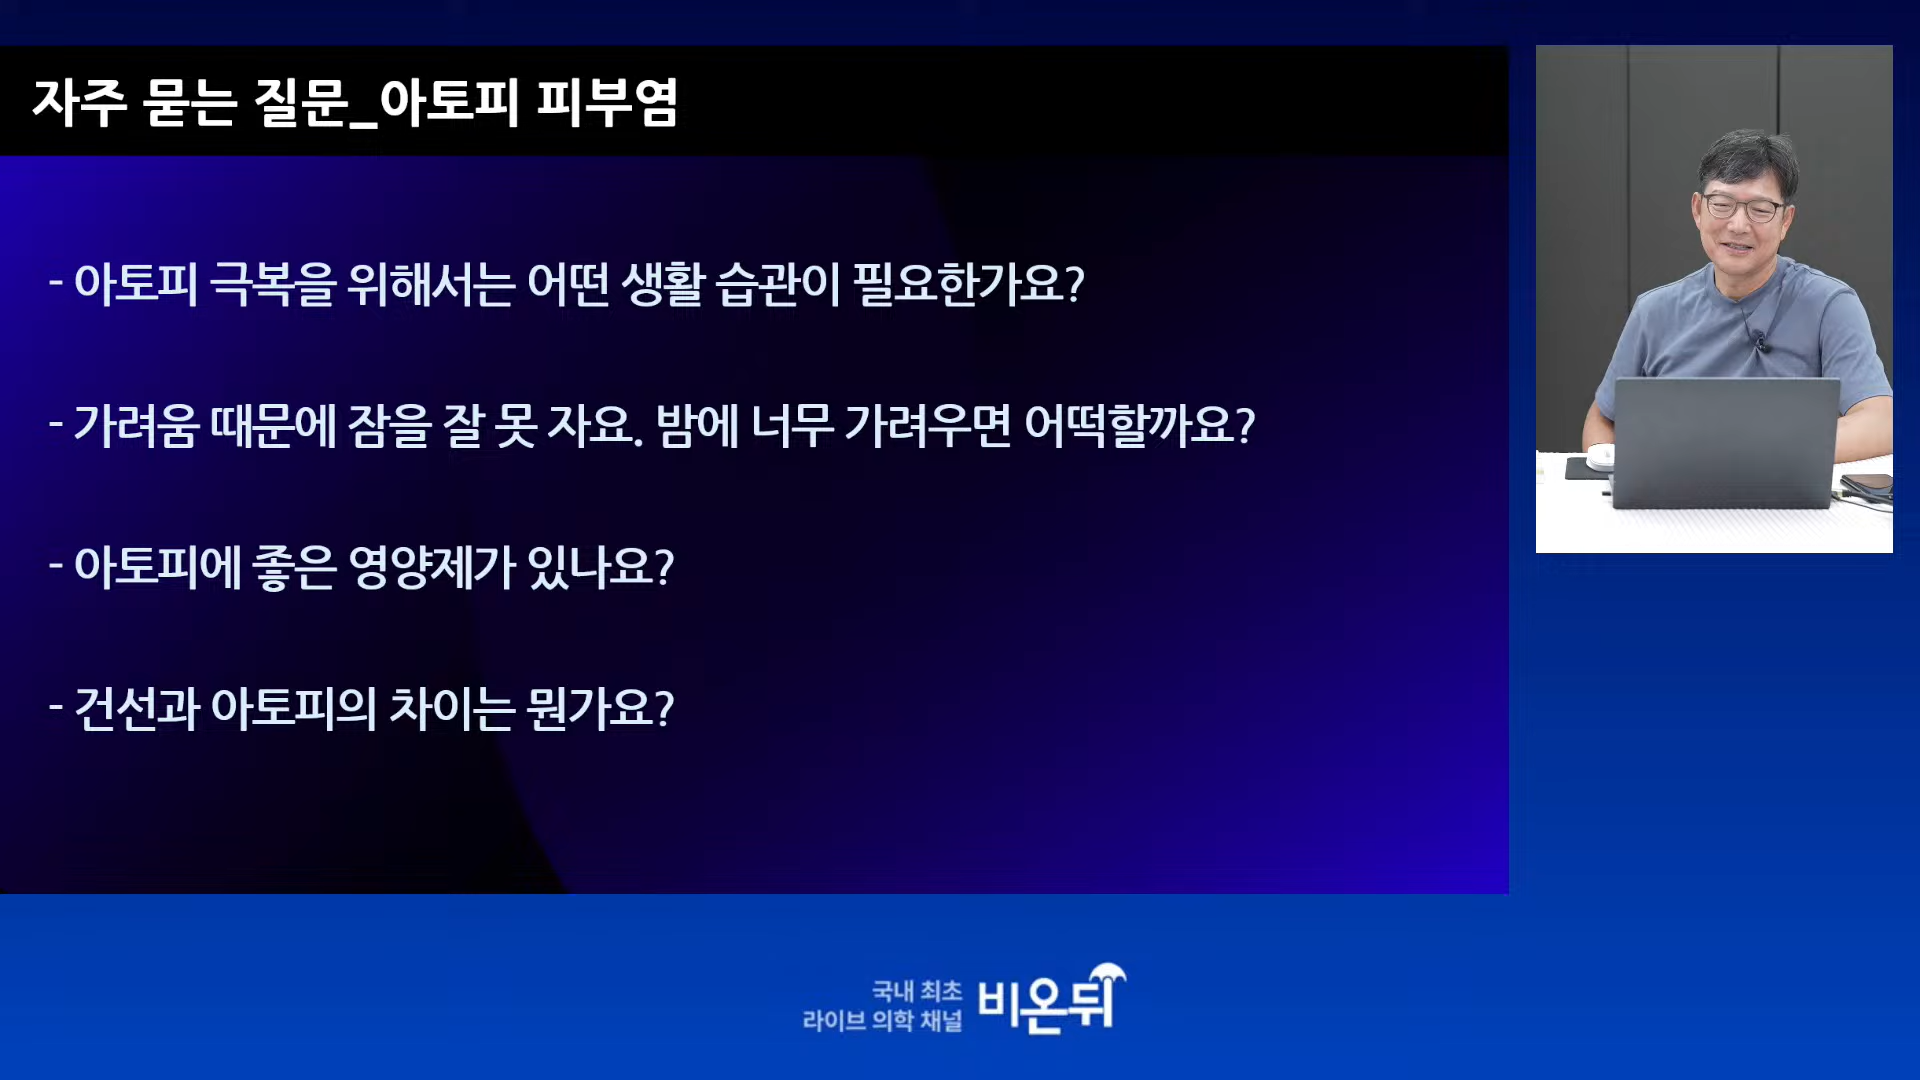 자주 묻는 질문_아토피 피부염
- 아토피 극복을 위해서는 어떤 생활 습관이 필요한가요?
- 가려움 때문에 잠을 잘 못 자요. 밤에 너무 가려우면 어떡할까요?
- 아토피에 좋은 영양제가 있나요?
- 건선과 아토피의 차이는 뭔가요?
국내 최초
라이브 의학 채널
비온뒤